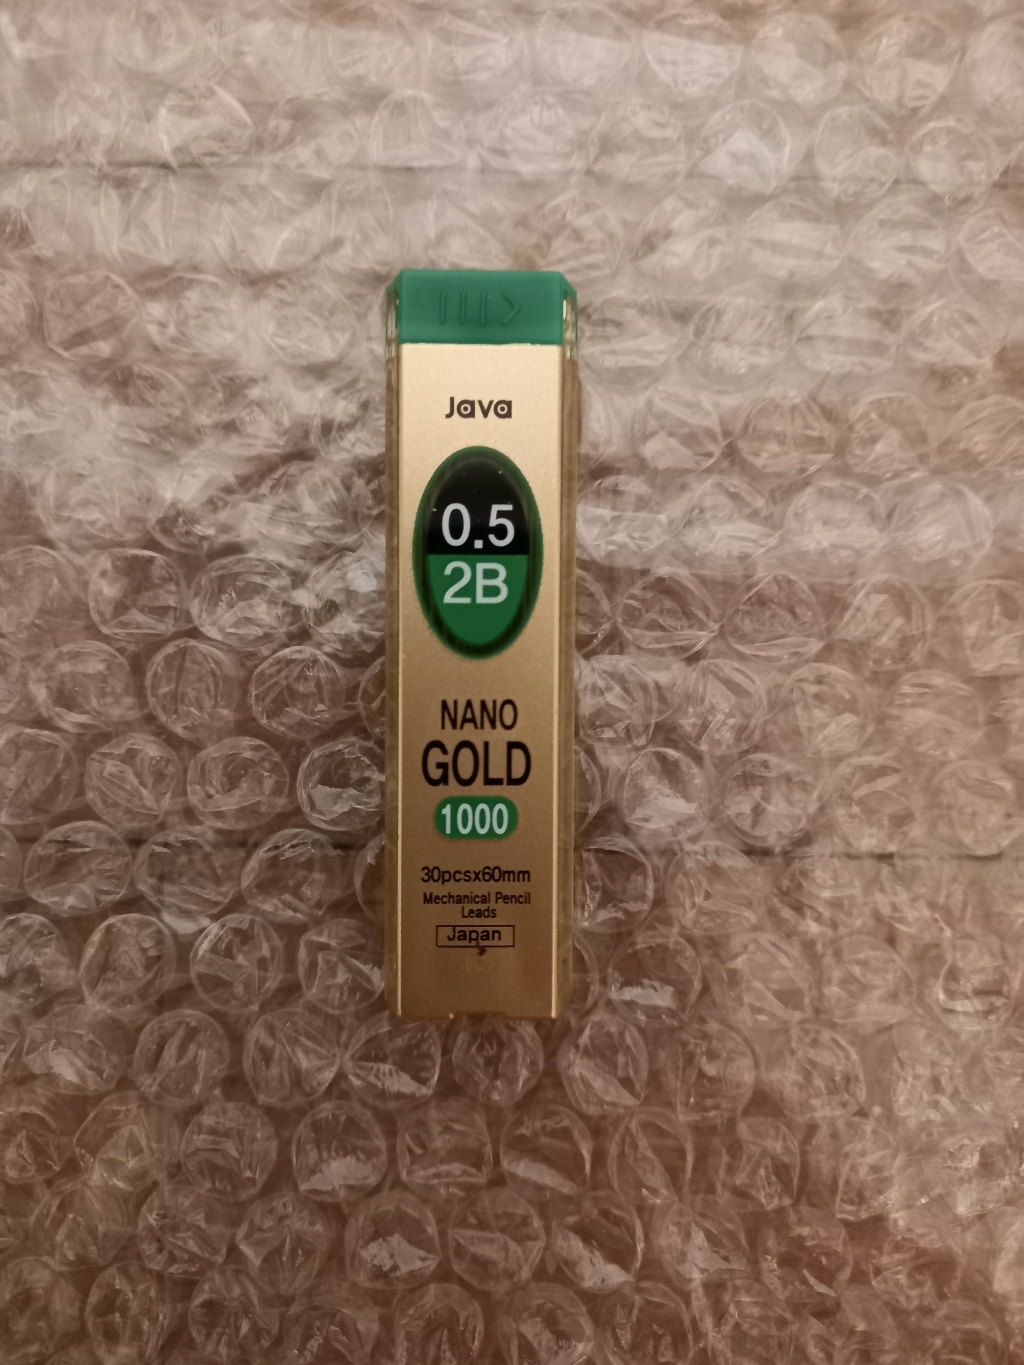 Java
0.5
2B
NANO
GOLD
1000
30pcsx60mm
Mechanical Pencil
Leads
Japan